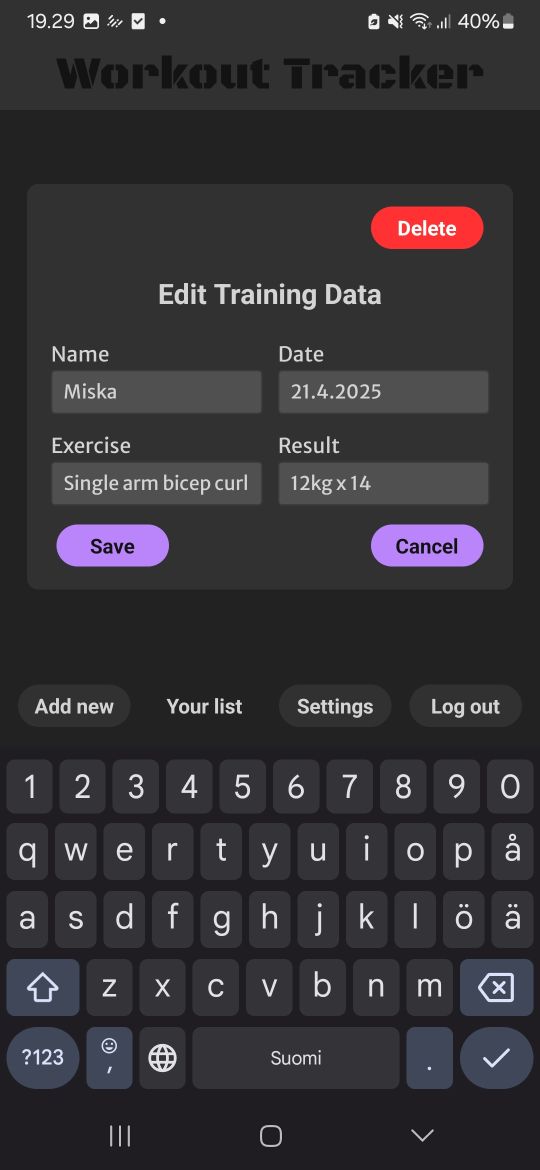 19.29 40%
Workout Tracker
Delete
Edit Training Data
Name Date
Miska 21.4.2025
Exercise Result
Single arm bicep curl 12kg x 14
Save Cancel
Add new Your list Settings Log out
1 2 3 4 5 6 7 8 9 0
q w e r t y u i o p å
a s d f g h j k l ö ä
z x c v b n m
?123 , Suomi .